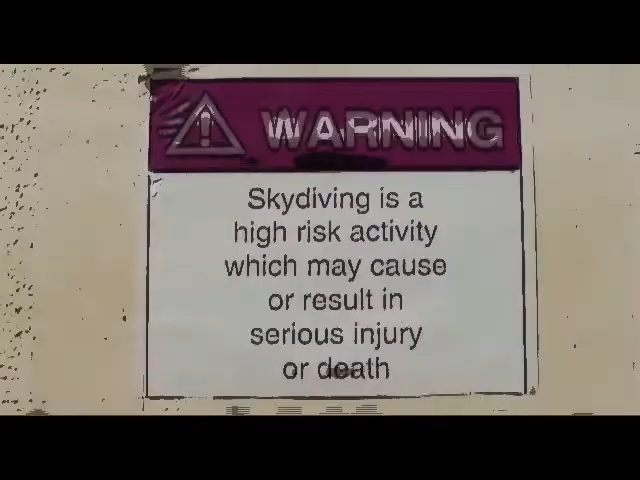 WARNING
Skydiving is a
high risk activity
which may cause
or result in
serious injury
or death